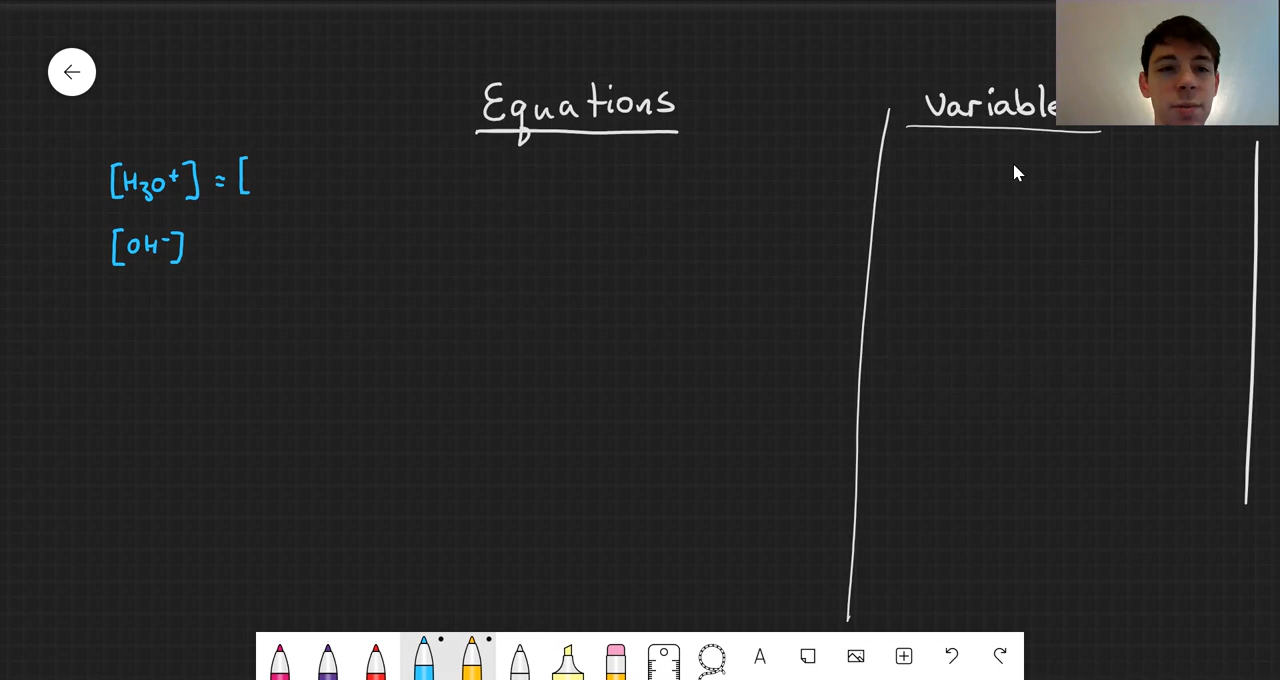 Equations
variable
[H3O+] ≈ [
[OH-]
A